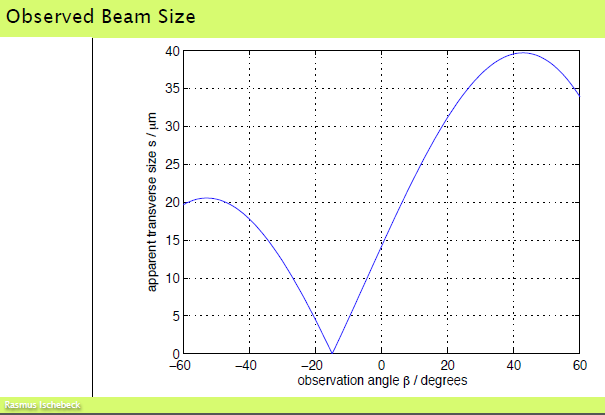 Observed Beam Size
apparent transverse size s / μm
40
35
30
25
20
15
10
5
0
−60 −40 −20 0 20 40 60
observation angle β / degrees
Rasmus Ischebeck